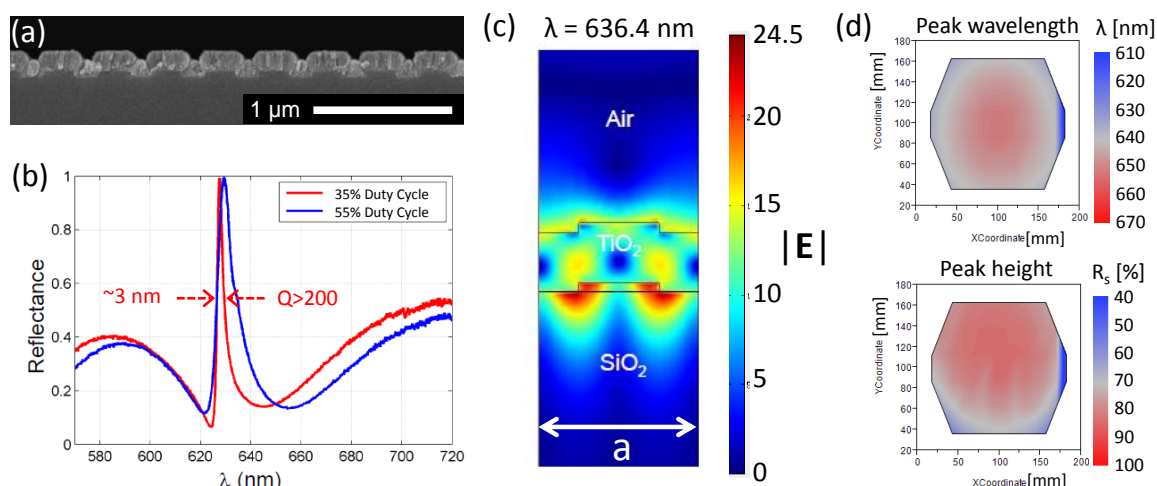 (a)
1 μm
(b)
1
0.8
0.6
0.4
0.2
0
Reflectance
35% Duty Cycle
55% Duty Cycle
~3 nm
Q>200
580 600 620 640 660 680 700 720
λ (nm)
(c)
λ = 636.4 nm
Air
TiO2
SiO2
a
24.5
20
15
10
5
0
|E|
(d)
Peak wavelength
λ [nm]
180
160
140
120
100
80
60
40
20
YCoordinate[mm]
0 50 100 150 200
XCoordinate[mm]
610
620
630
640
650
660
670
Peak height
Rs [%]
180
160
140
120
100
80
60
40
20
YCoordinate[mm]
0 50 100 150 200
XCoordinate[mm]
40
50
60
70
80
90
100